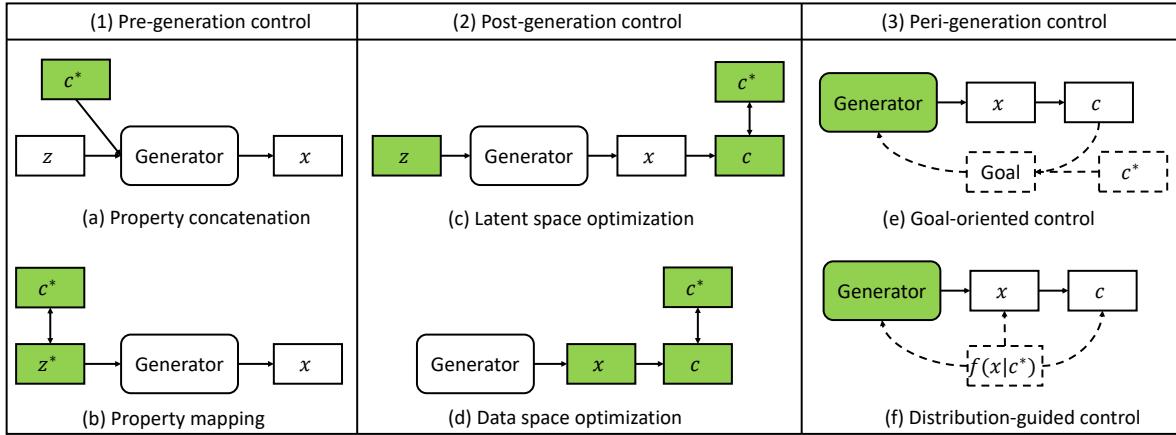 (1) Pre-generation control
(2) Post-generation control
(3) Peri-generation control
c*
z
Generator
x
(a) Property concatenation
c*
z*
Generator
x
(b) Property mapping
c*
z
Generator
x
c
(c) Latent space optimization
c*
Generator
x
c
(d) Data space optimization
Generator
x
c
Goal
c*
(e) Goal-oriented control
Generator
x
c
f(x|c*)
(f) Distribution-guided control